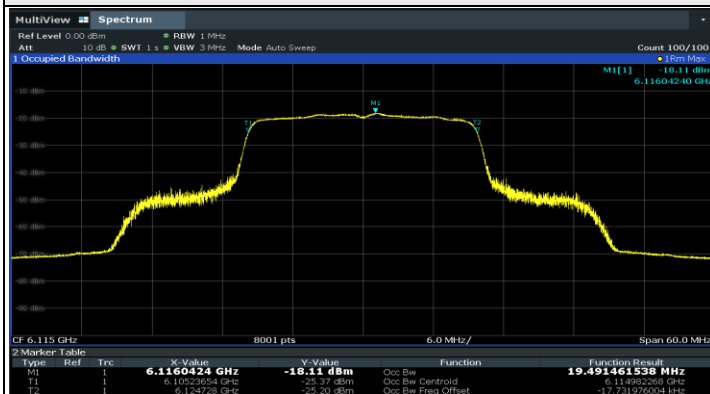 MultiView Spectrum
Ref Level 0.00 dBm RBW 1 MHz
Att 10 dB SWT 1 s VBW 3 MHz Mode Auto Sweep Count 100/100
1 Occupied Bandwidth 1Rm Max
M1[1] -18.11 dBm
6.11604240 GHz
-10 dBm
M1
-20 dBm
T1 T2
-30 dBm
-40 dBm
-50 dBm
-60 dBm
-70 dBm
-80 dBm
-90 dBm
CF 6.115 GHz 8001 pts 6.0 MHz/ Span 60.0 MHz
2 Marker Table
Type Ref Trc X-Value Y-Value Function Function Result
M1 1 6.1160424 GHz -18.11 dBm Occ Bw 19.491461538 MHz
T1 1 6.10523654 GHz -25.37 dBm Occ Bw Centroid 6.114982268 GHz
T2 1 6.124728 GHz -25.20 dBm Occ Bw Freq Offset -17.731976004 kHz